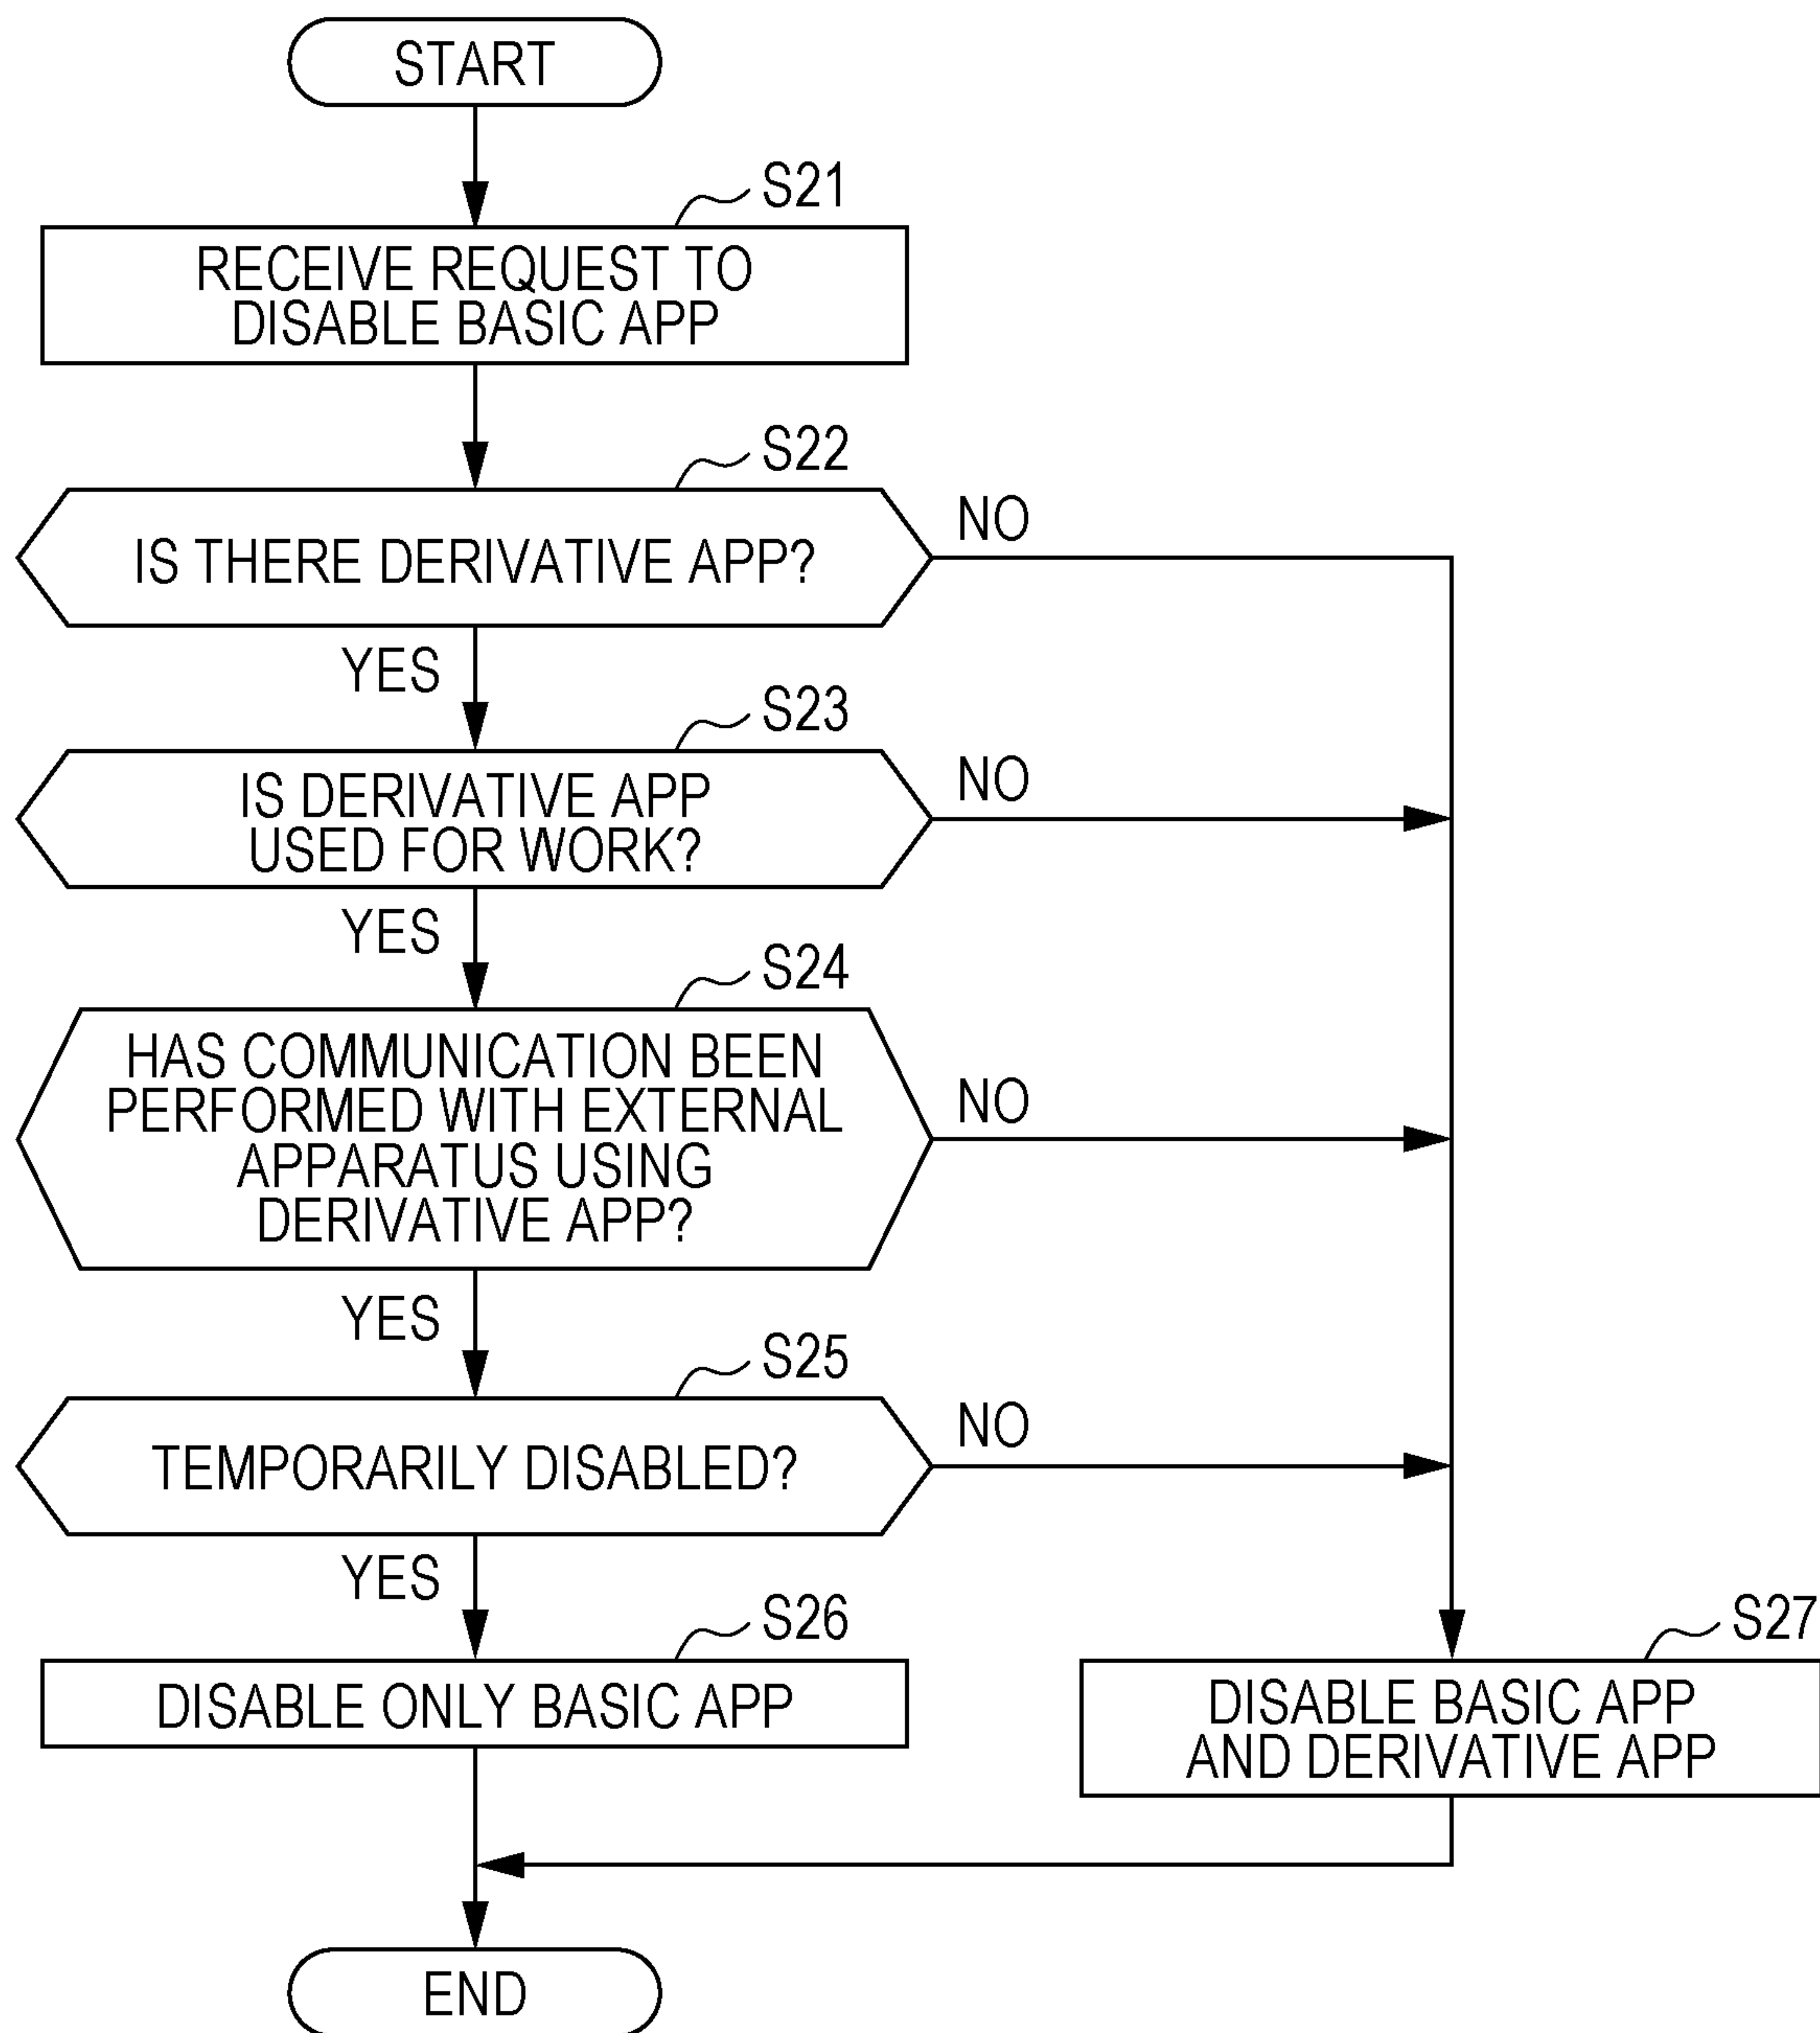 START
S21
RECEIVE REQUEST TO
DISABLE BASIC APP
S22
IS THERE DERIVATIVE APP?
NO
YES
S23
IS DERIVATIVE APP
USED FOR WORK?
NO
YES
S24
HAS COMMUNICATION BEEN
PERFORMED WITH EXTERNAL
APPARATUS USING
DERIVATIVE APP?
NO
YES
S25
TEMPORARILY DISABLED?
NO
YES
S26
DISABLE ONLY BASIC APP
S27
DISABLE BASIC APP
AND DERIVATIVE APP
END